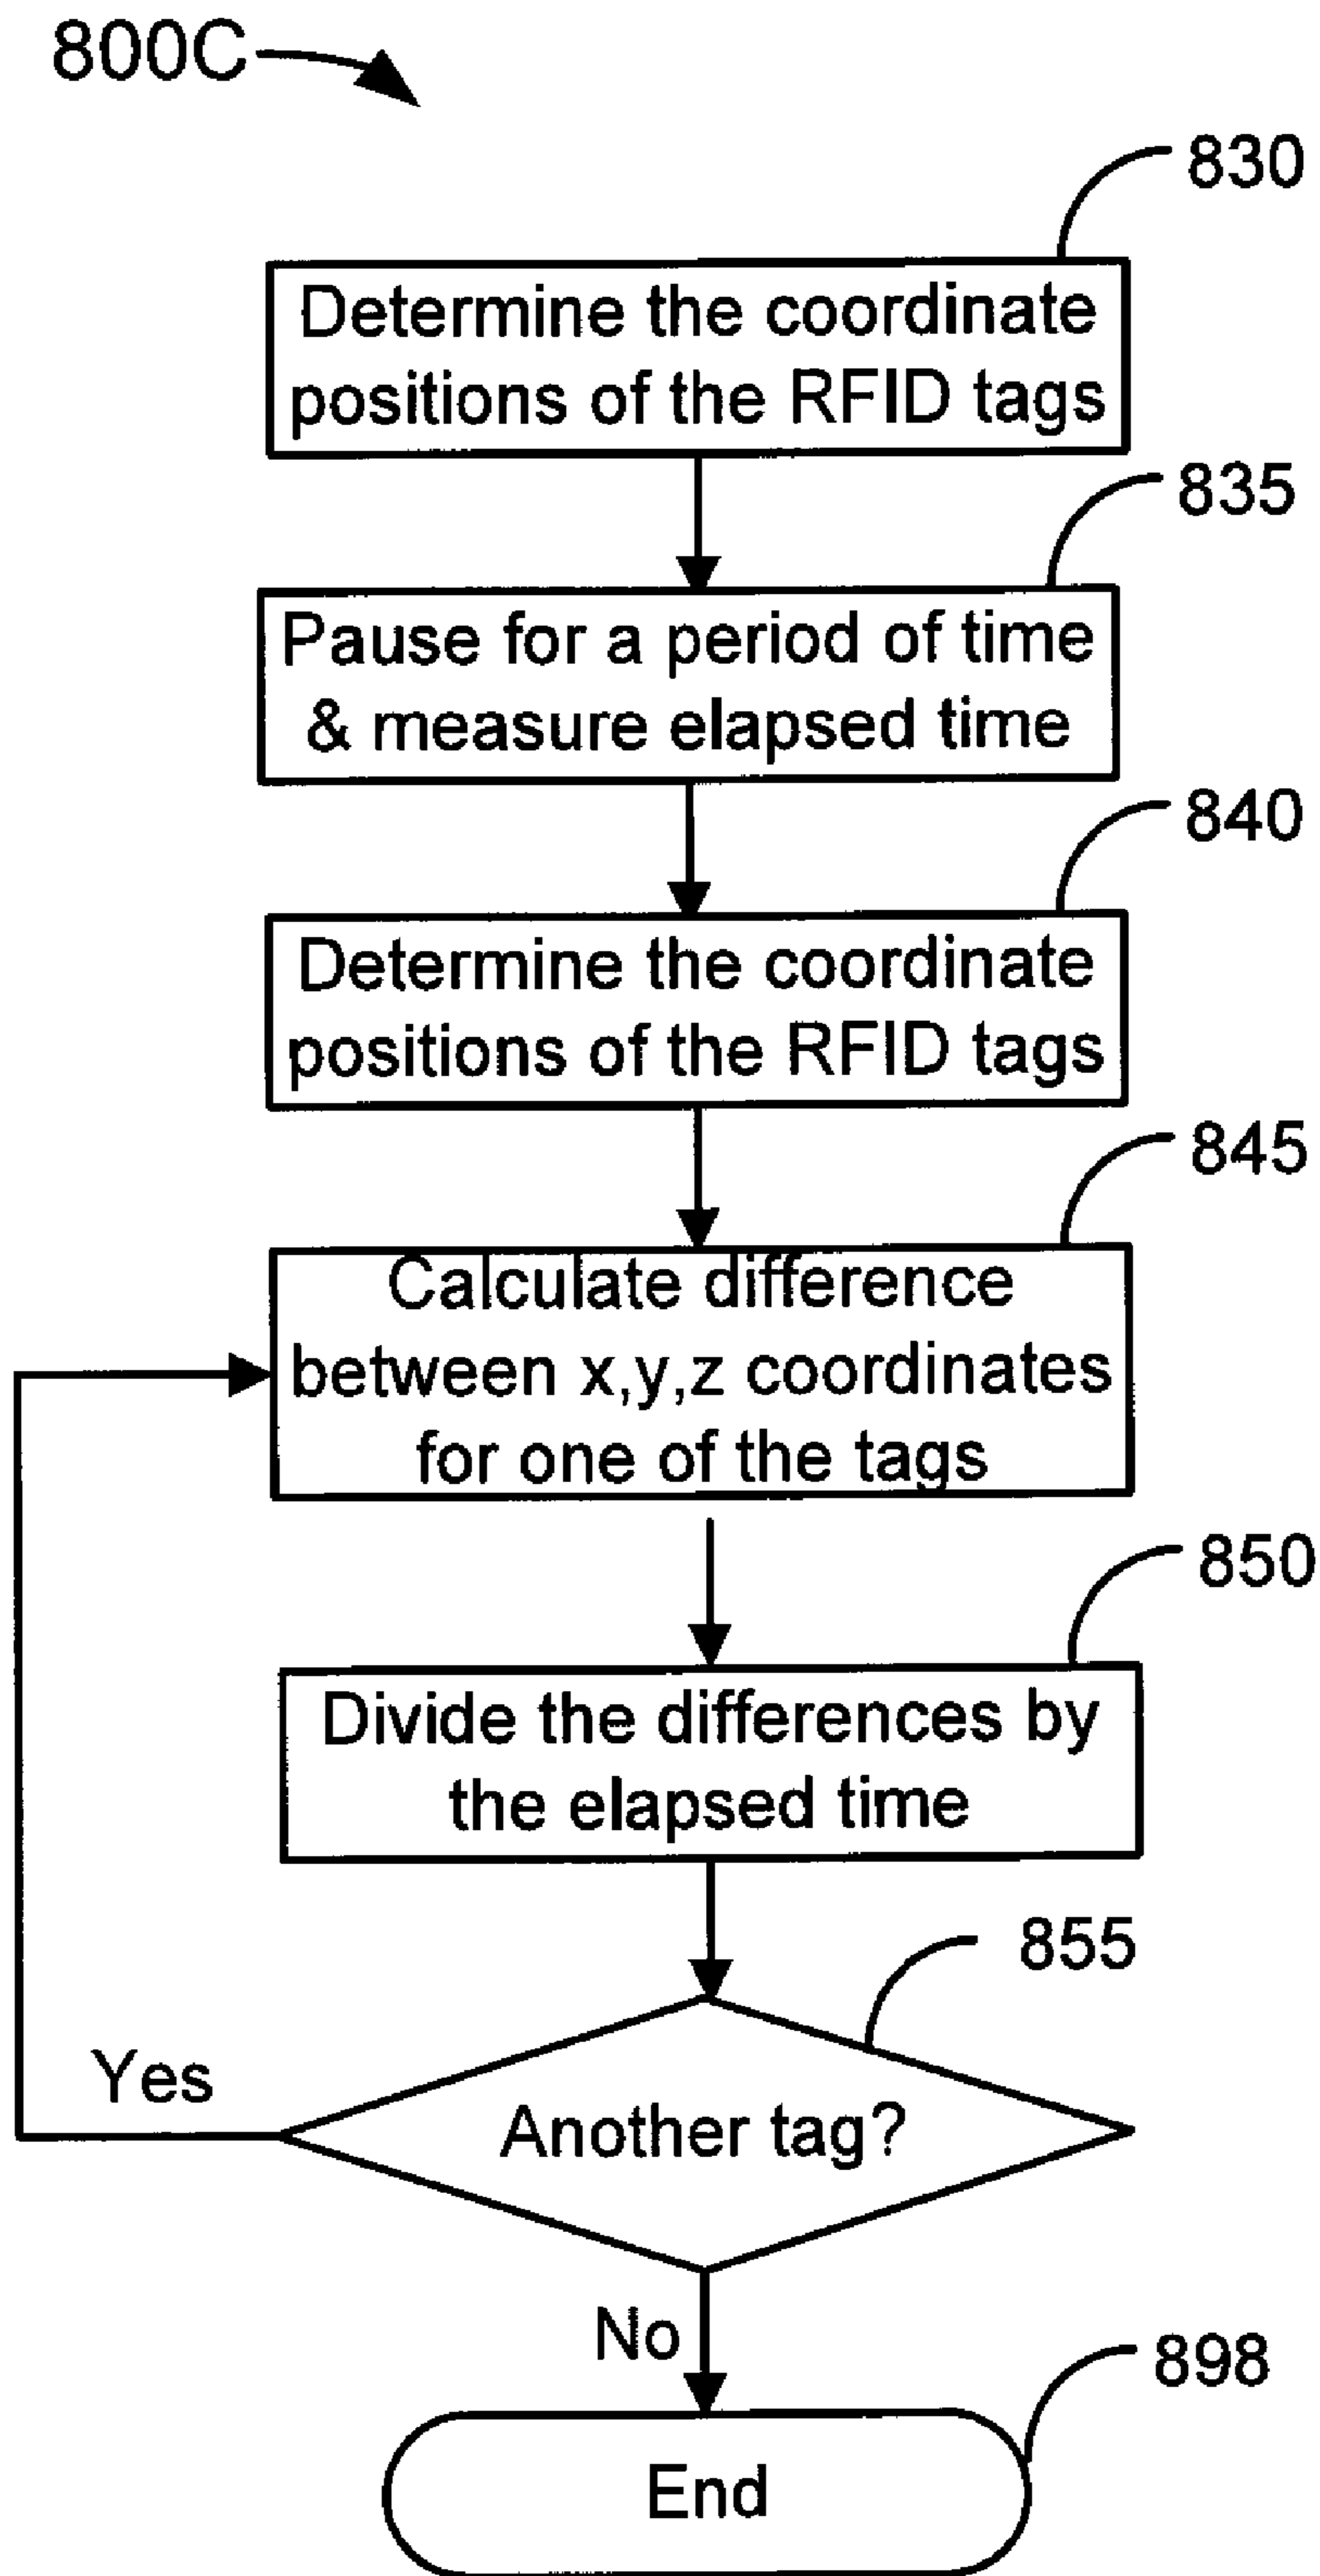 800C
830
Determine the coordinate
positions of the RFID tags
835
Pause for a period of time
& measure elapsed time
840
Determine the coordinate
positions of the RFID tags
845
Calculate difference
between x,y,z coordinates
for one of the tags
850
Divide the differences by
the elapsed time
855
Yes
Another tag?
No
898
End